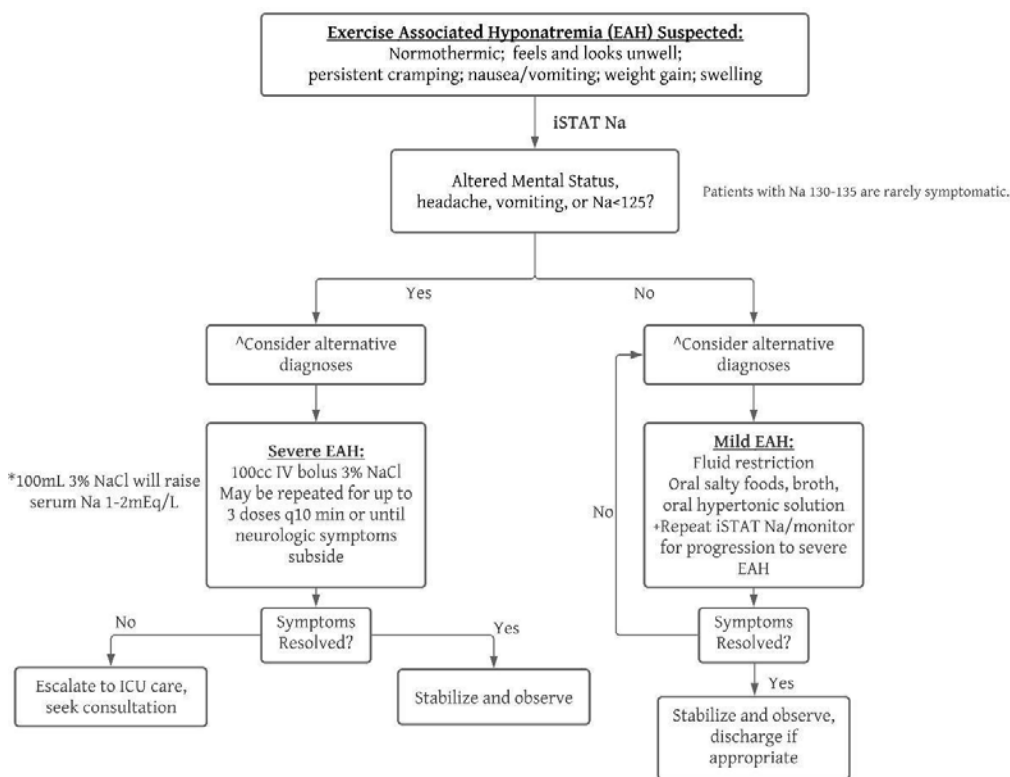 Exercise Associated Hyponatremia (EAH) Suspected:
Normothermic; feels and looks unwell;
persistent cramping; nausea/vomiting; weight gain; swelling
iSTAT Na
Altered Mental Status,
headache, vomiting, or Na<125?
Patients with Na 130-135 are rarely symptomatic.
Yes
No
^Consider alternative
diagnoses
^Consider alternative
diagnoses
*100mL 3% NaCl will raise
serum Na 1-2mEq/L
Severe EAH:
100cc IV bolus 3% NaCl
May be repeated for up to
3 doses q10 min or until
neurologic symptoms
subside
No
Mild EAH:
Fluid restriction
Oral salty foods, broth,
oral hypertonic solution
+Repeat iSTAT Na/monitor
for progression to severe
EAH
No
Symptoms
Resolved?
Yes
Symptoms
Resolved?
Escalate to ICU care,
seek consultation
Stabilize and observe
Yes
Stabilize and observe,
discharge if
appropriate